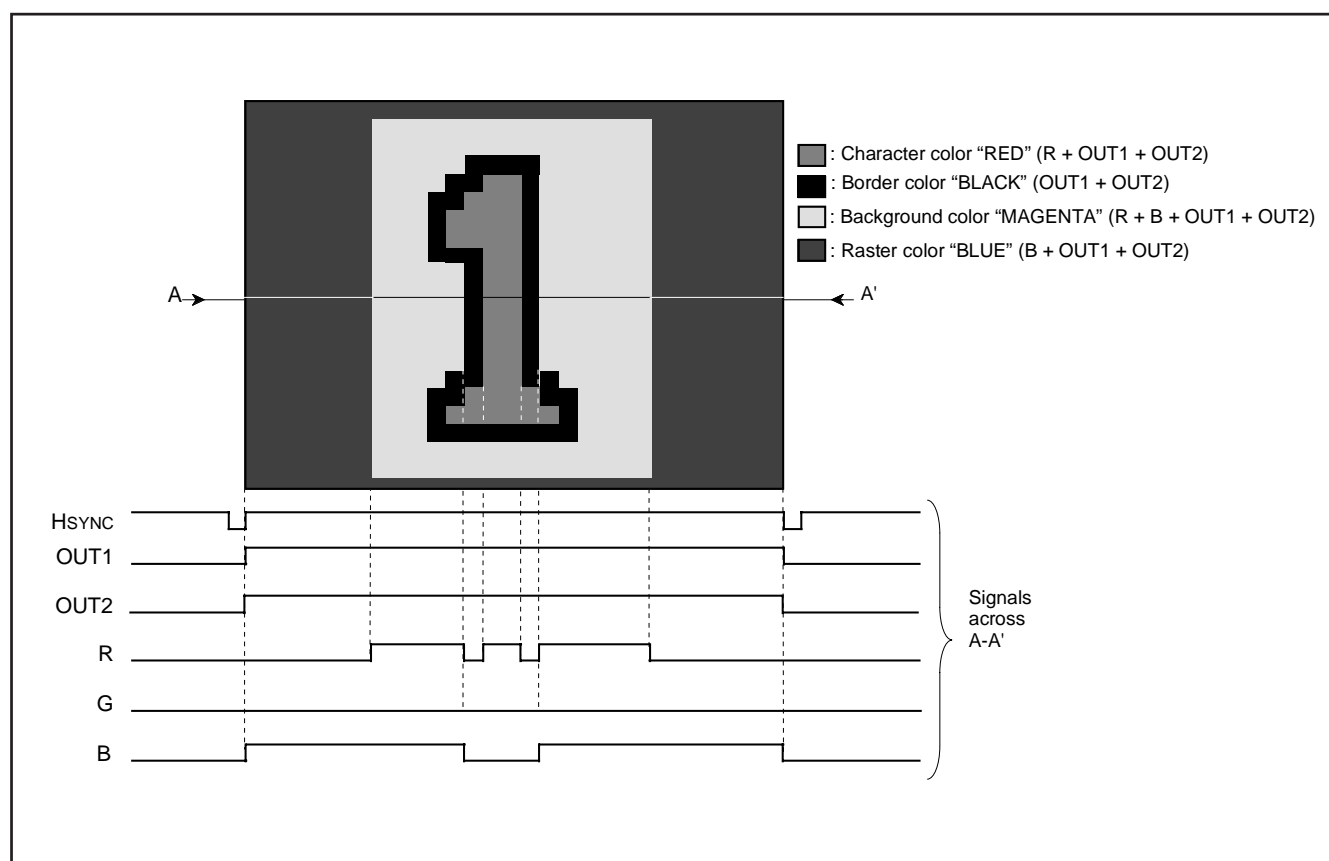 : Character color “RED” (R + OUT1 + OUT2)
: Border color “BLACK” (OUT1 + OUT2)
: Background color “MAGENTA” (R + B + OUT1 + OUT2)
: Raster color “BLUE” (B + OUT1 + OUT2)
1
A
A'
HSYNC
OUT1
OUT2
R
G
B
Signals
across
A-A'